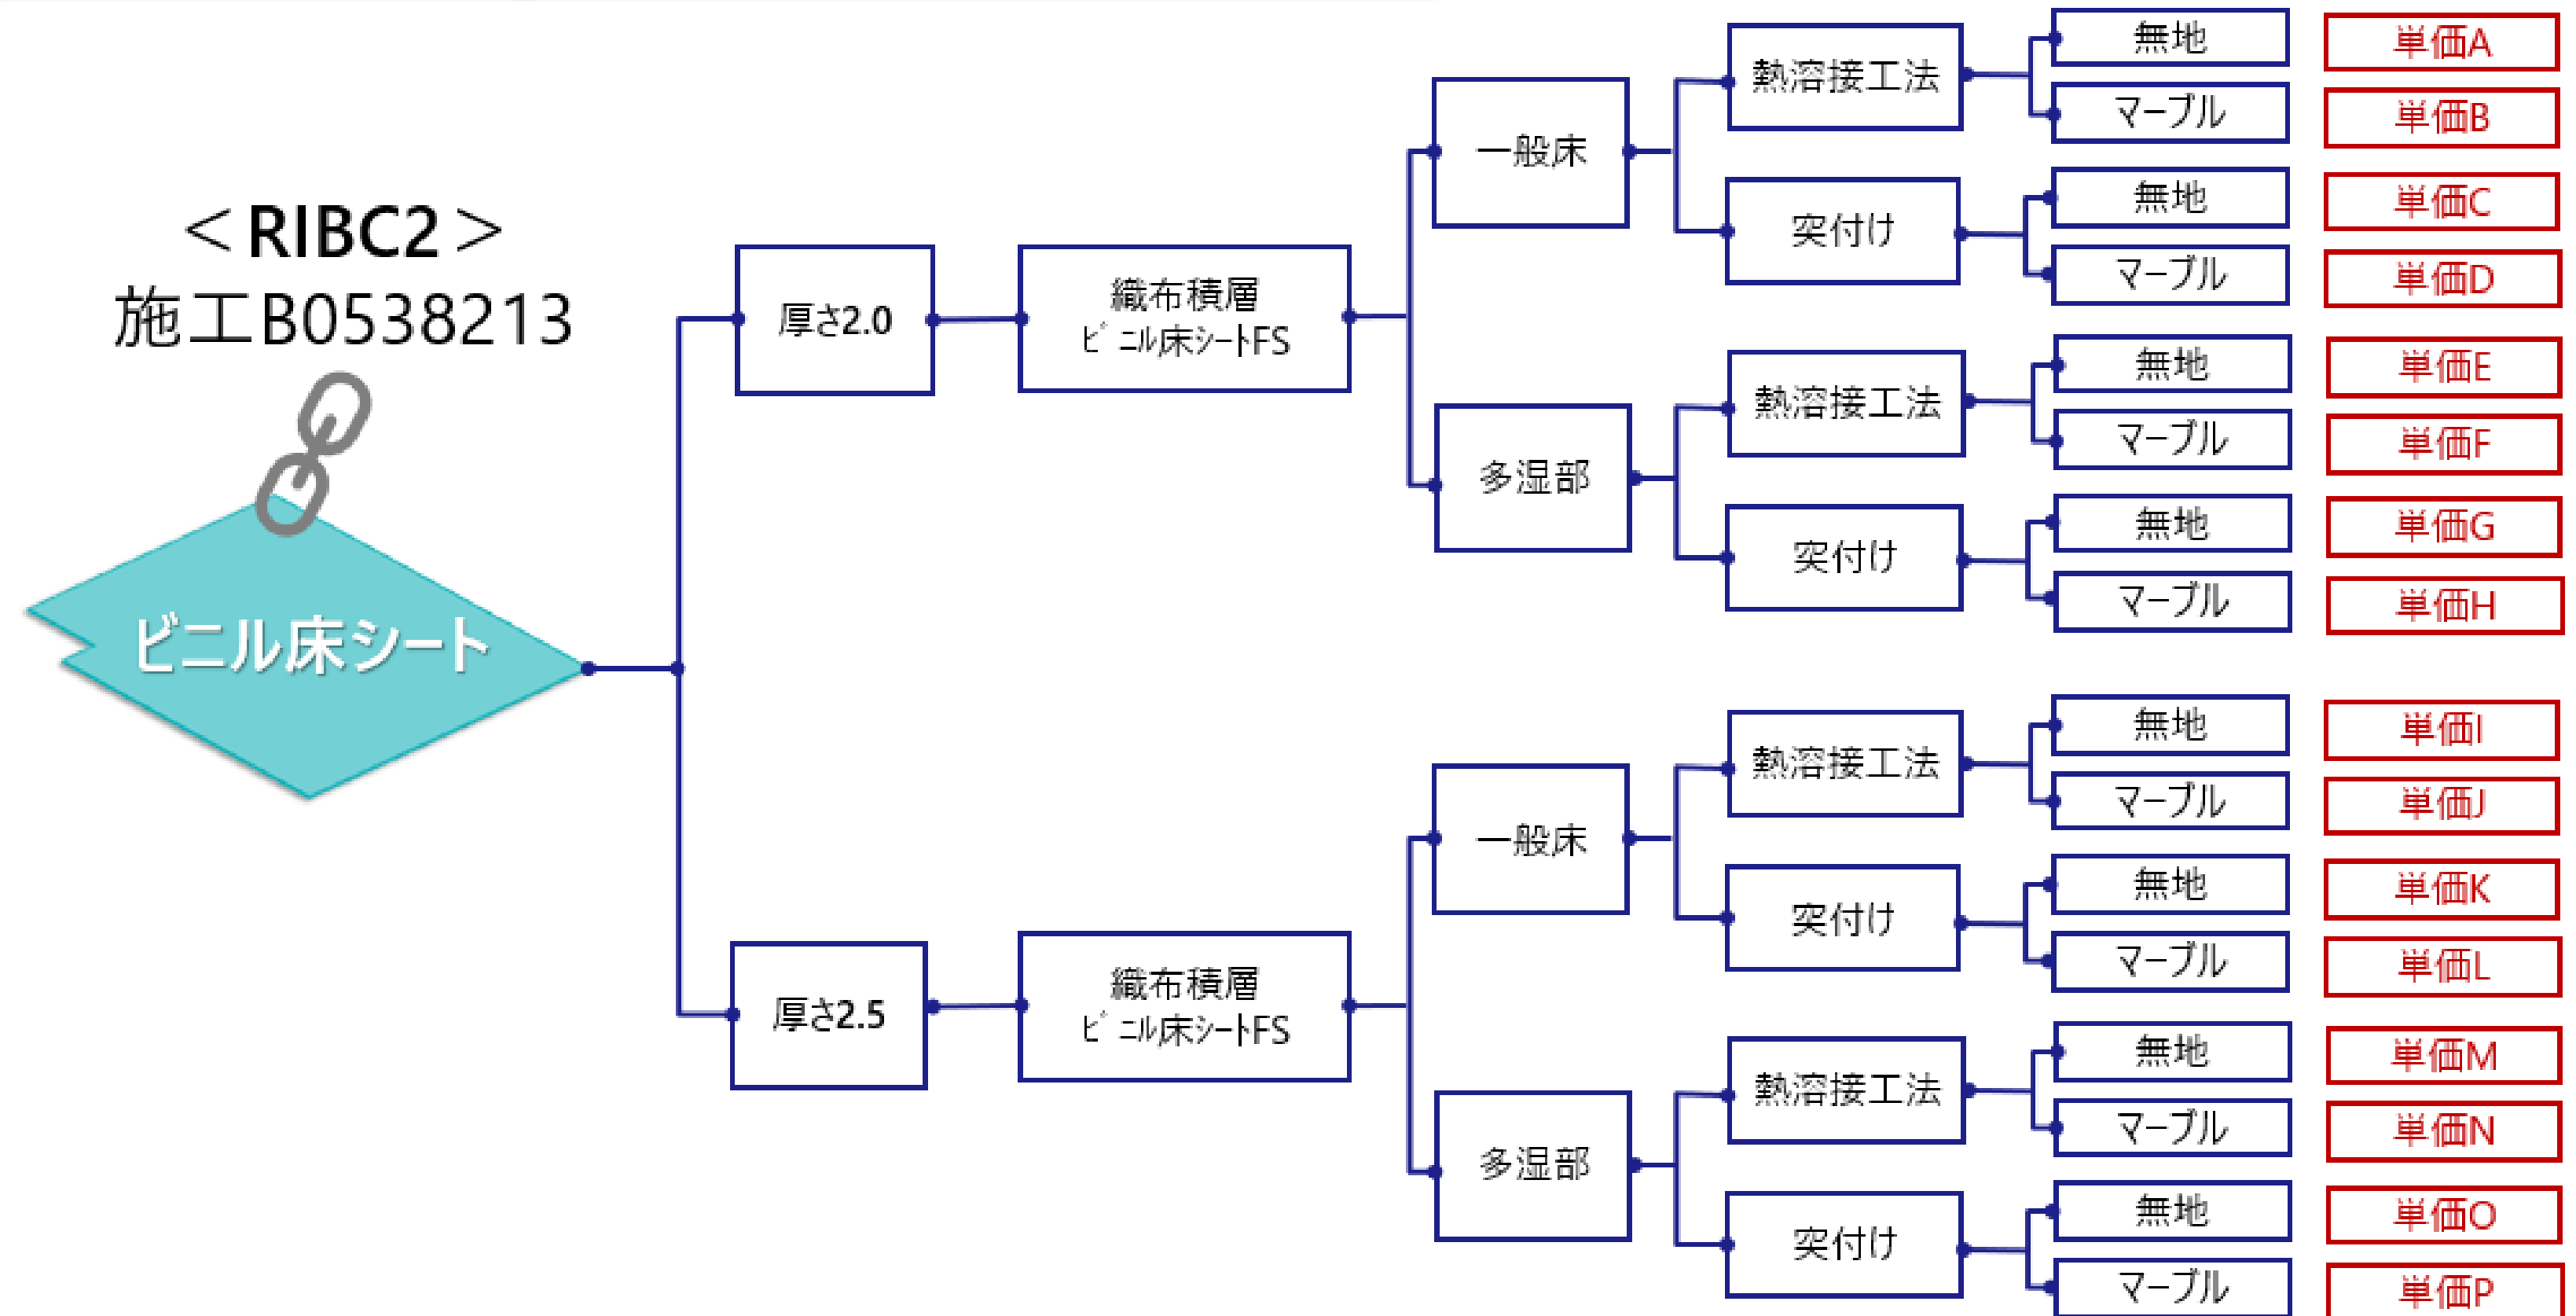 ＜RIBC2＞
施工B0538213
ビニル床シート
厚さ2.0
織布積層
ﾋﾞﾆﾙ床ｼｰﾄFS
一般床
熱溶接工法
無地
単価A
マーブル
単価B
突付け
無地
単価C
マーブル
単価D
多湿部
熱溶接工法
無地
単価E
マーブル
単価F
突付け
無地
単価G
マーブル
単価H
厚さ2.5
織布積層
ﾋﾞﾆﾙ床ｼｰﾄFS
一般床
熱溶接工法
無地
単価I
マーブル
単価J
突付け
無地
単価K
マーブル
単価L
多湿部
熱溶接工法
無地
単価M
マーブル
単価N
突付け
無地
単価O
マーブル
単価P